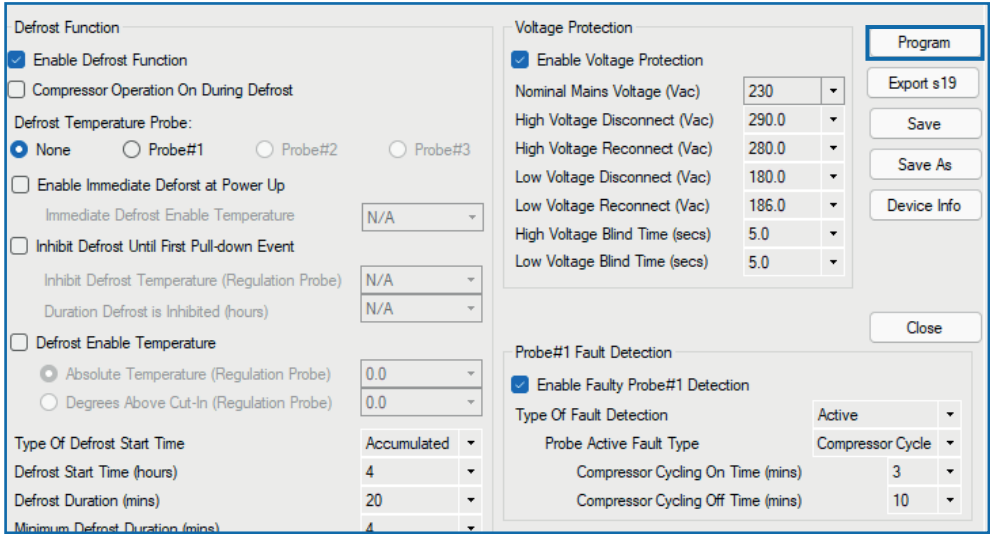 Defrost Function
Enable Defrost Function
Compressor Operation On During Defrost
Defrost Temperature Probe:
None Probe#1 Probe#2 Probe#3
Enable Immediate Deforst at Power Up
Immediate Defrost Enable Temperature N/A
Inhibit Defrost Until First Pull-down Event
Inhibit Defrost Temperature (Regulation Probe) N/A
Duration Defrost is Inhibited (hours) N/A
Defrost Enable Temperature
Absolute Temperature (Regulation Probe) 0.0
Degrees Above Cut-In (Regulation Probe) 0.0
Type Of Defrost Start Time Accumulated
Defrost Start Time (hours) 4
Defrost Duration (mins) 20
Minimum Defrost Duration (mins) 4
Voltage Protection
Enable Voltage Protection
Nominal Mains Voltage (Vac) 230
High Voltage Disconnect (Vac) 290.0
High Voltage Reconnect (Vac) 280.0
Low Voltage Disconnect (Vac) 180.0
Low Voltage Reconnect (Vac) 186.0
High Voltage Blind Time (secs) 5.0
Low Voltage Blind Time (secs) 5.0
Probe#1 Fault Detection
Enable Faulty Probe#1 Detection
Type Of Fault Detection Active
Probe Active Fault Type Compressor Cycle
Compressor Cycling On Time (mins) 3
Compressor Cycling Off Time (mins) 10
Program
Export s19
Save
Save As
Device Info
Close